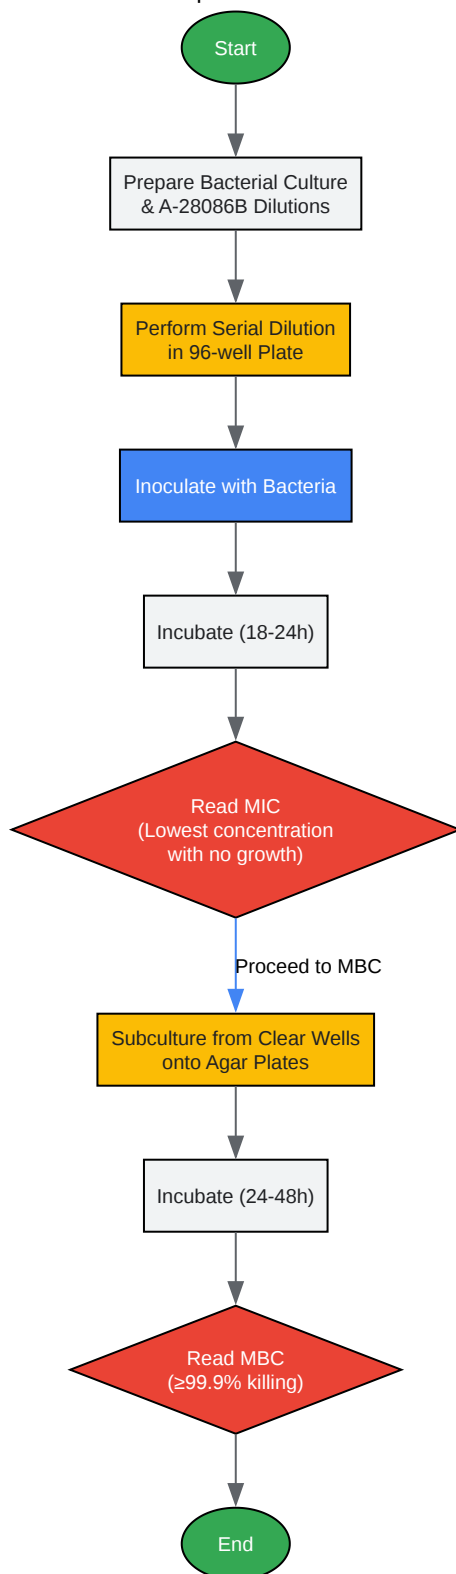 Start
Prepare Bacterial Culture
& A-28086B Dilutions
Perform Serial Dilution
in 96-well Plate
Inoculate with Bacteria
Incubate (18-24h)
Read MIC
(Lowest concentration
with no growth)
Proceed to MBC
Subculture from Clear Wells
onto Agar Plates
Incubate (24-48h)
Read MBC
(≥99.9% killing)
End